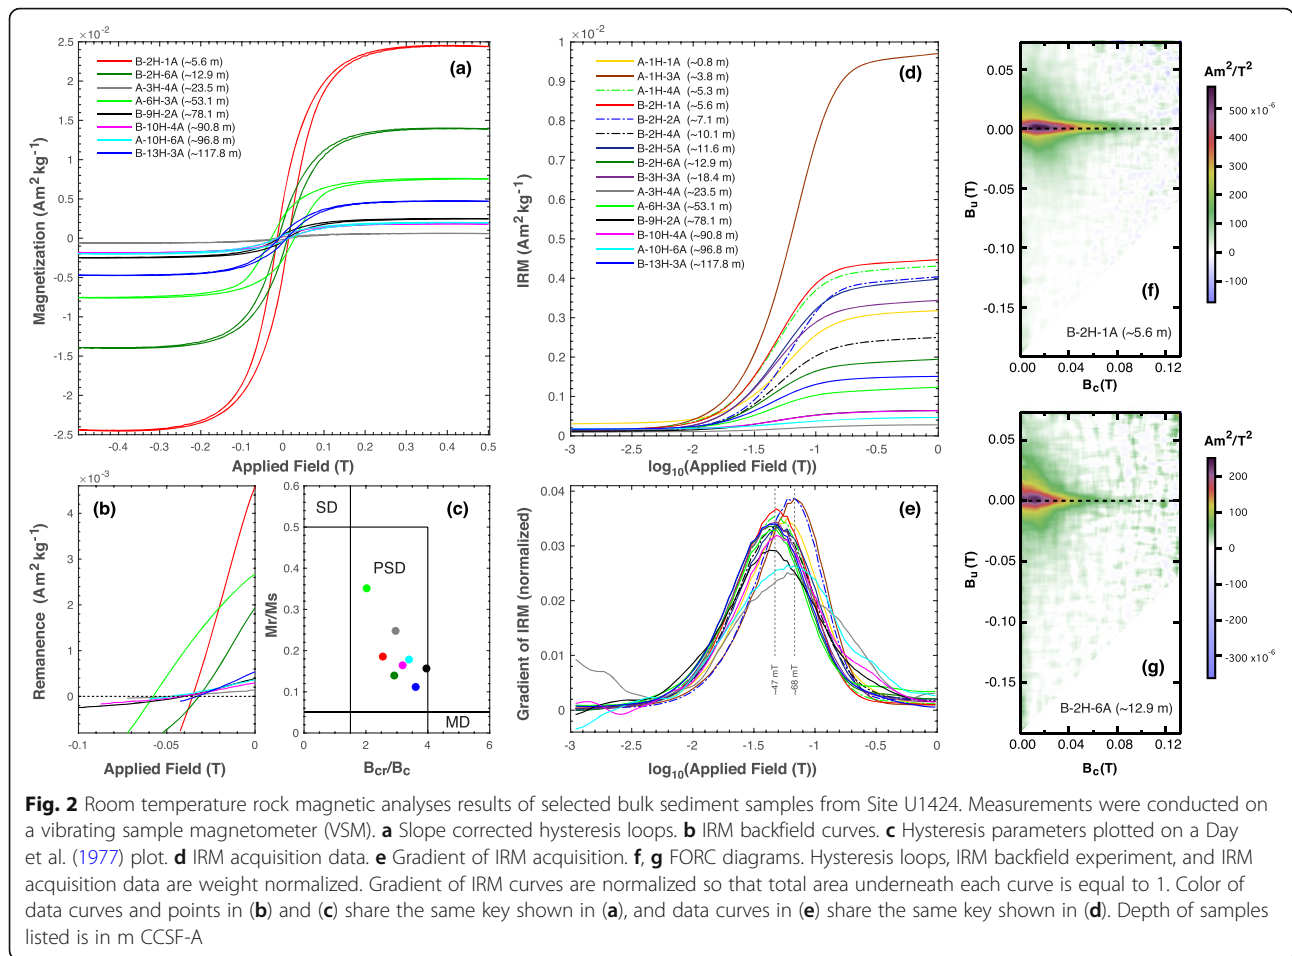 ×10⁻²
2.5
2
1.5
1
0.5
0
-0.5
-1
-1.5
-2
-2.5
Magnetization (Am² kg⁻¹)
B-2H-1A (~5.6 m)
B-2H-6A (~12.9 m)
A-3H-4A (~23.5 m)
A-6H-3A (~53.1 m)
B-9H-2A (~78.1 m)
B-10H-4A (~90.8 m)
A-10H-6A (~96.8 m)
B-13H-3A (~117.8 m)
(a)
-0.4 -0.3 -0.2 -0.1 0 0.1 0.2 0.3 0.4 0.5
Applied Field (T)
×10⁻²
1
0.9
0.8
0.7
0.6
0.5
0.4
0.3
0.2
0.1
0
IRM (Am² kg⁻¹)
A-1H-1A (~0.8 m)
A-1H-3A (~3.8 m)
A-1H-4A (~5.3 m)
B-2H-1A (~5.6 m)
B-2H-2A (~7.1 m)
B-2H-4A (~10.1 m)
B-2H-5A (~11.6 m)
B-2H-6A (~12.9 m)
B-3H-3A (~18.4 m)
A-3H-4A (~23.5 m)
A-6H-3A (~53.1 m)
B-9H-2A (~78.1 m)
B-10H-4A (~90.8 m)
A-10H-6A (~96.8 m)
B-13H-3A (~117.8 m)
(d)
-3 -2.5 -2 -1.5 -1 -0.5 0
log₁₀(Applied Field (T))
0.05
0.00
-0.05
-0.10
-0.15
Bᵤ(T)
(f)
B-2H-1A (~5.6 m)
0.00 0.04 0.08 0.12
B꜀(T)
Am²/T²
500 ×10⁻⁶
400
300
200
100
0
-100
×10⁻³
4
3
2
1
0
Remanence (Am² kg⁻¹)
(b)
-0.1 -0.05 0
Applied Field (T)
0.6
0.5
0.4
0.3
0.2
0.1
0
Mr/Ms
SD
PSD
MD
(c)
0 2 4 6
B_cr/B_c
0.04
0.03
0.02
0.01
0
Gradient of IRM (normalized)
(e)
~47 mT
~68 mT
-3 -2.5 -2 -1.5 -1 -0.5 0
log₁₀(Applied Field (T))
0.05
0.00
-0.05
-0.10
-0.15
Bᵤ(T)
(g)
B-2H-6A (~12.9 m)
0.00 0.04 0.08 0.12
B꜀(T)
Am²/T²
200
100
0
-100
-200
-300 ×10⁻⁶
Fig. 2 Room temperature rock magnetic analyses results of selected bulk sediment samples from Site U1424. Measurements were conducted on
a vibrating sample magnetometer (VSM). a Slope corrected hysteresis loops. b IRM backfield curves. c Hysteresis parameters plotted on a Day
et al. (1977) plot. d IRM acquisition data. e Gradient of IRM acquisition. f, g FORC diagrams. Hysteresis loops, IRM backfield experiment, and IRM
acquisition data are weight normalized. Gradient of IRM curves are normalized so that total area underneath each curve is equal to 1. Color of
data curves and points in (b) and (c) share the same key shown in (a), and data curves in (e) share the same key shown in (d). Depth of samples
listed is in m CCSF-A